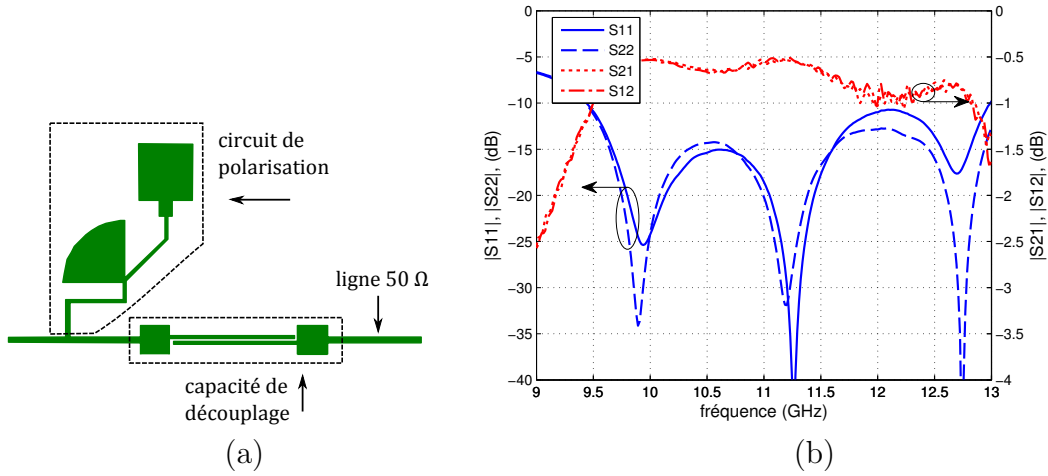 circuit de
polarisation
ligne 50 Ω
capacité de
découplage
(a)
S11
S22
S21
S12
|S11|, |S22|, (dB)
0
−5
−10
−15
−20
−25
−30
−35
−40
9
9.5
10
10.5
11
11.5
12
12.5
13
fréquence (GHz)
0
−0.5
−1
−1.5
−2
−2.5
−3
−3.5
−4
|S21|, |S12|, (dB)
(b)